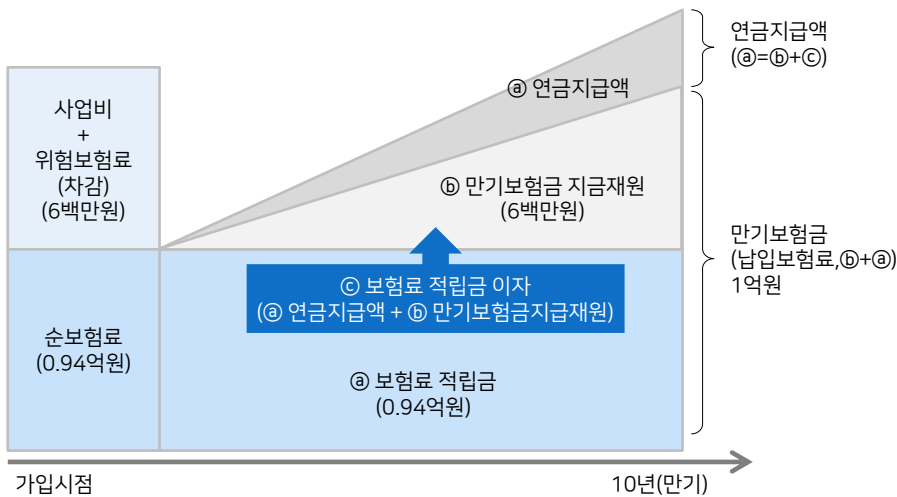 연금지급액
(ⓐ=ⓑ+ⓒ)
ⓐ 연금지급액
사업비
+
위험보험료
(차감)
(6백만원)
ⓑ 만기보험금 지금재원
(6백만원)
만기보험금
(납입보험료,ⓑ+ⓐ)
1억원
ⓒ 보험료 적립금 이자
(ⓐ 연금지급액 + ⓑ 만기보험금지급재원)
순보험료
(0.94억원)
ⓐ 보험료 적립금
(0.94억원)
가입시점
10년(만기)